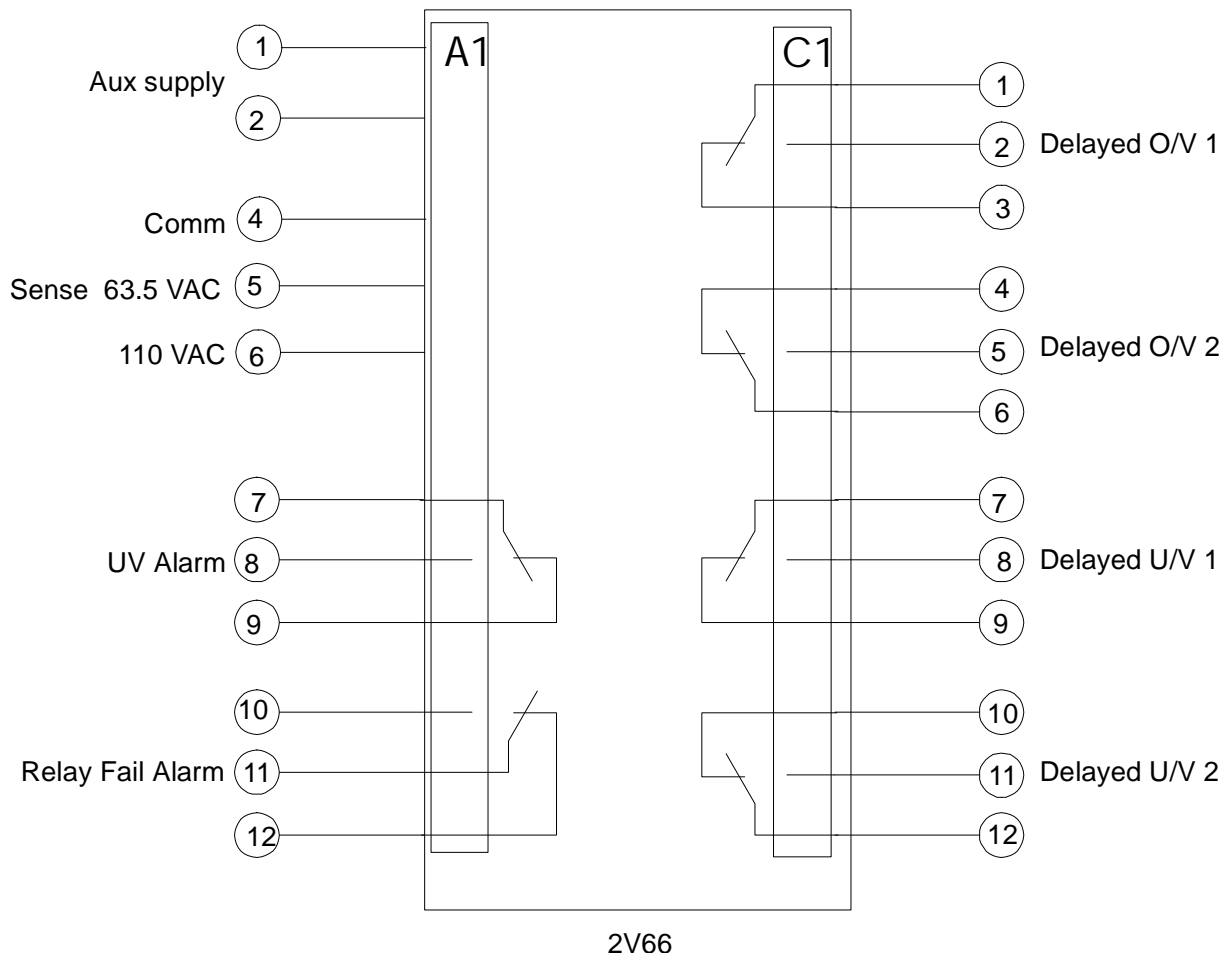 A1
1
Aux supply
2
4
Comm
5
Sense 63.5 VAC
6
110 VAC
7
8
UV Alarm
9
10
11
Relay Fail Alarm
12
C1
1
2
Delayed O/V 1
3
4
5
Delayed O/V 2
6
7
8
Delayed U/V 1
9
10
11
Delayed U/V 2
12
2V66